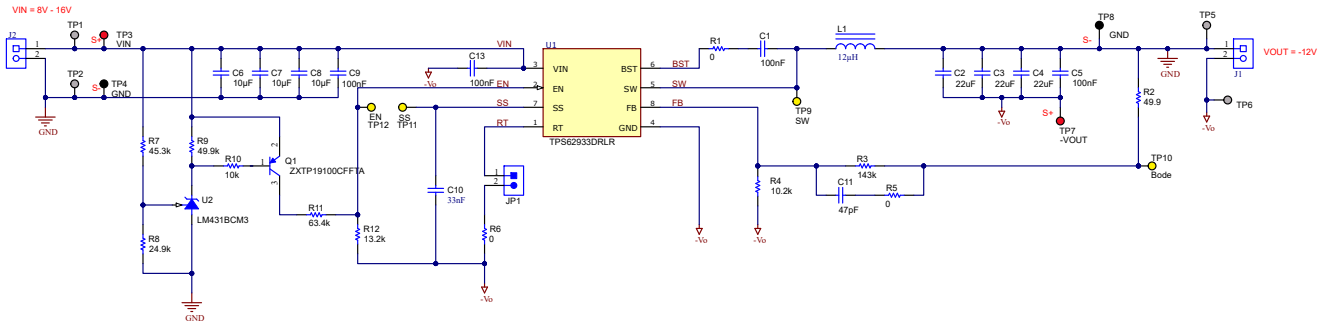 VIN = 8V - 16V
J2
1
2
TP1
S+
TP3
VIN
TP2
S-
TP4
GND
GND
C6
10µF
C7
10µF
C8
10µF
C9
100nF
C13
100nF
-Vo
VIN
EN
SS
RT
U1
3
2
7
1
VIN
EN
SS
RT
BST
SW
FB
GND
6
5
8
4
TPS62933DRLR
BST
SW
FB
R1
0
C1
100nF
TP9
SW
L1
12µH
C2
22uF
C3
22uF
C4
22uF
C5
100nF
-Vo
S+
TP7
-VOUT
TP8
S-
GND
TP5
GND
1
2
J1
VOUT = -12V
TP6
-Vo
R2
49.9
TP10
Bode
R3
143k
C11
47pF
R5
0
R4
10.2k
-Vo
-Vo
EN
TP12
SS
TP11
R7
45.3k
R9
49.9k
R10
10k
1
2
3
Q1
ZXTP19100CFFTA
U2
LM431BCM3
R8
24.9k
GND
R11
63.4k
R12
13.2k
C10
33nF
1
2
JP1
R6
0
-Vo